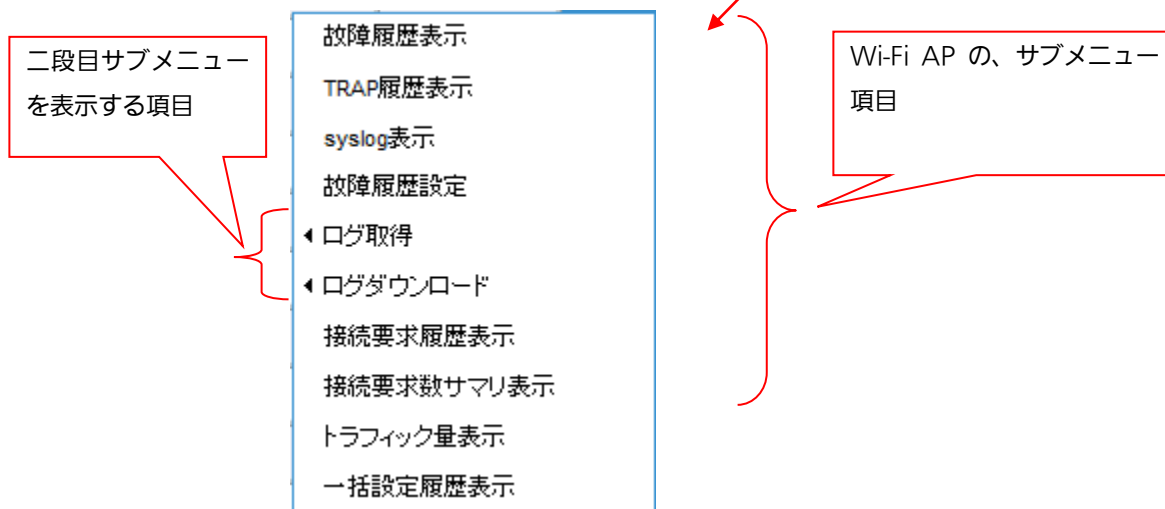 二段目サブメニュー
を表示する項目
故障履歴表示
TRAP履歴表示
syslog表示
故障履歴設定
ログ取得
ログダウンロード
接続要求履歴表示
接続要求数サマリ表示
トラフィック量表示
一括設定履歴表示
Wi-Fi AP の、サブメニュー
項目